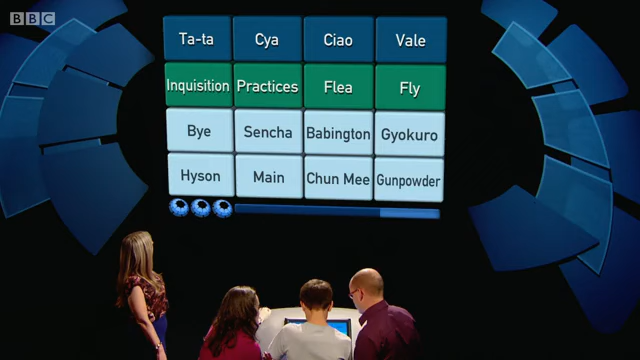 BBC
Ta-ta Cya Ciao Vale
Inquisition Practices Flea Fly
Bye Sencha Babington Gyokuro
Hyson Main Chun Mee Gunpowder